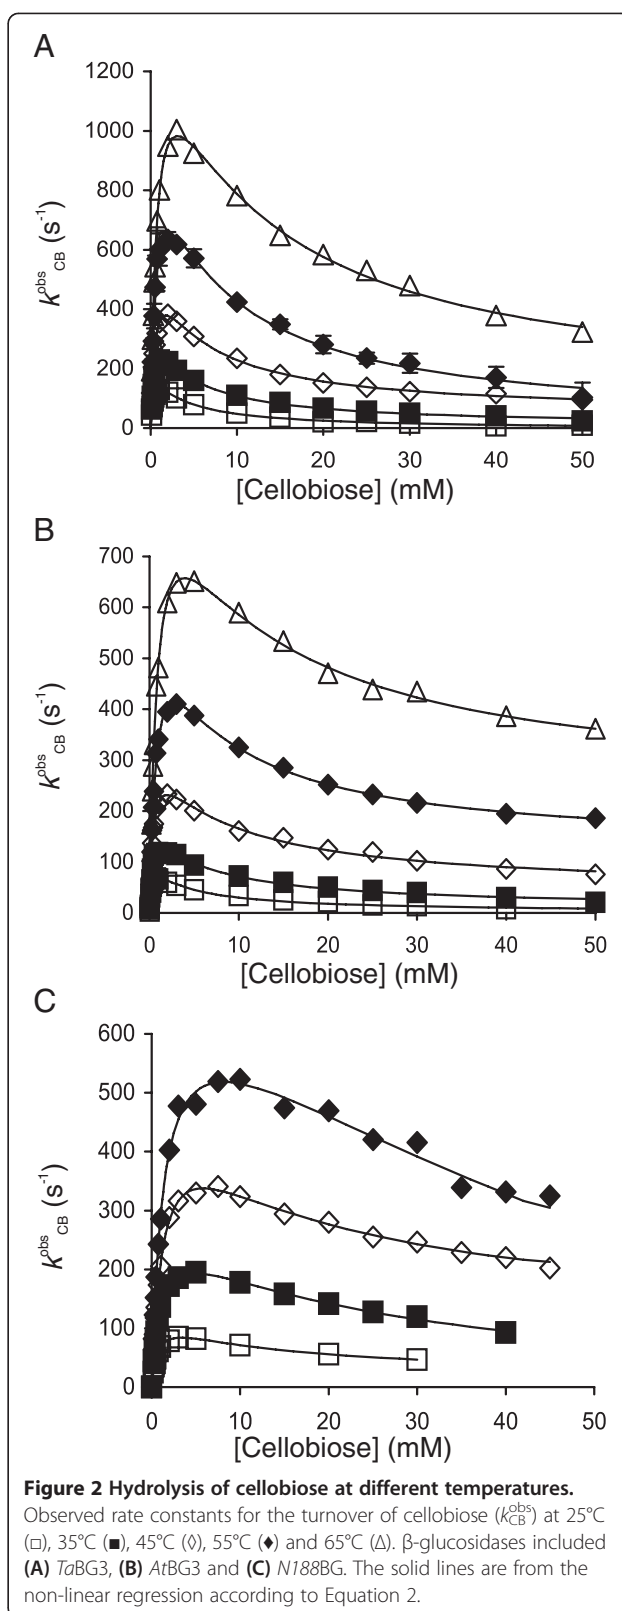 A
1200
1000
800
600
400
200
0
k^obs_CB (s^-1)
0 10 20 30 40 50
[Cellobiose] (mM)
B
700
600
500
400
300
200
100
0
k^obs_CB (s^-1)
0 10 20 30 40 50
[Cellobiose] (mM)
C
600
500
400
300
200
100
0
k^obs_CB (s^-1)
0 10 20 30 40 50
[Cellobiose] (mM)
Figure 2 Hydrolysis of cellobiose at different temperatures.
Observed rate constants for the turnover of cellobiose (k^obs_CB) at 25°C
(□), 35°C (■), 45°C (◊), 55°C (♦) and 65°C (Δ). β-glucosidases included
(A) TaBG3, (B) AtBG3 and (C) N188BG. The solid lines are from the
non-linear regression according to Equation 2.